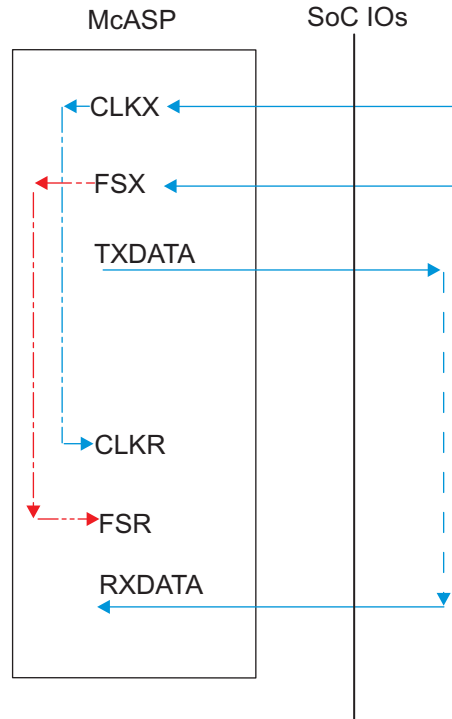 McASP
SoC IOs
CLKX
FSX
TXDATA
CLKR
FSR
RXDATA